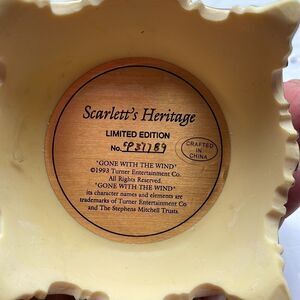 Scarlett's Heritage
LIMITED EDITION
No. CP37789
CRAFTED
IN
CHINA
"GONE WITH THE WIND"
©1993 Turner Entertainment Co.
All Rights Reserved.
"GONE WITH THE WIND"
its character names and elements are
trademarks of Turner Entertainment Co
and The Stephens Mitchell Trusts.